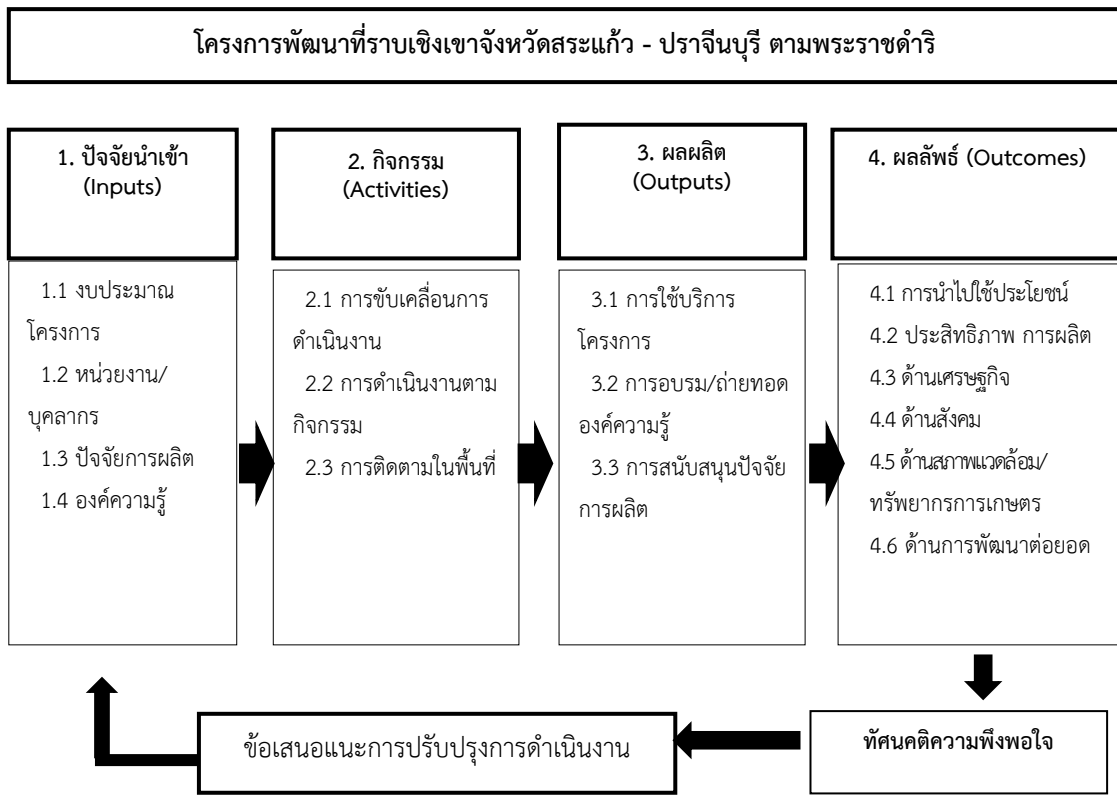 โครงการพัฒนาที่ราบเชิงเขาจังหวัดสระแก้ว - ปราจีนบุรี ตามพระราชดำริ
1. ปัจจัยนำเข้า
(Inputs)
1.1 งบประมาณ
โครงการ
1.2 หน่วยงาน/
บุคลากร
1.3 ปัจจัยการผลิต
1.4 องค์ความรู้
2. กิจกรรม
(Activities)
2.1 การขับเคลื่อนการ
ดำเนินงาน
2.2 การดำเนินงานตาม
กิจกรรม
2.3 การติดตามในพื้นที่
3. ผลผลิต
(Outputs)
3.1 การใช้บริการ
โครงการ
3.2 การอบรม/ถ่ายทอด
องค์ความรู้
3.3 การสนับสนุนปัจจัย
การผลิต
4. ผลลัพธ์ (Outcomes)
4.1 การนำไปใช้ประโยชน์
4.2 ประสิทธิภาพ การผลิต
4.3 ด้านเศรษฐกิจ
4.4 ด้านสังคม
4.5 ด้านสภาพแวดล้อม/
ทรัพยากรการเกษตร
4.6 ด้านการพัฒนาต่อยอด
ทัศนคติความพึงพอใจ
ข้อเสนอแนะการปรับปรุงการดำเนินงาน